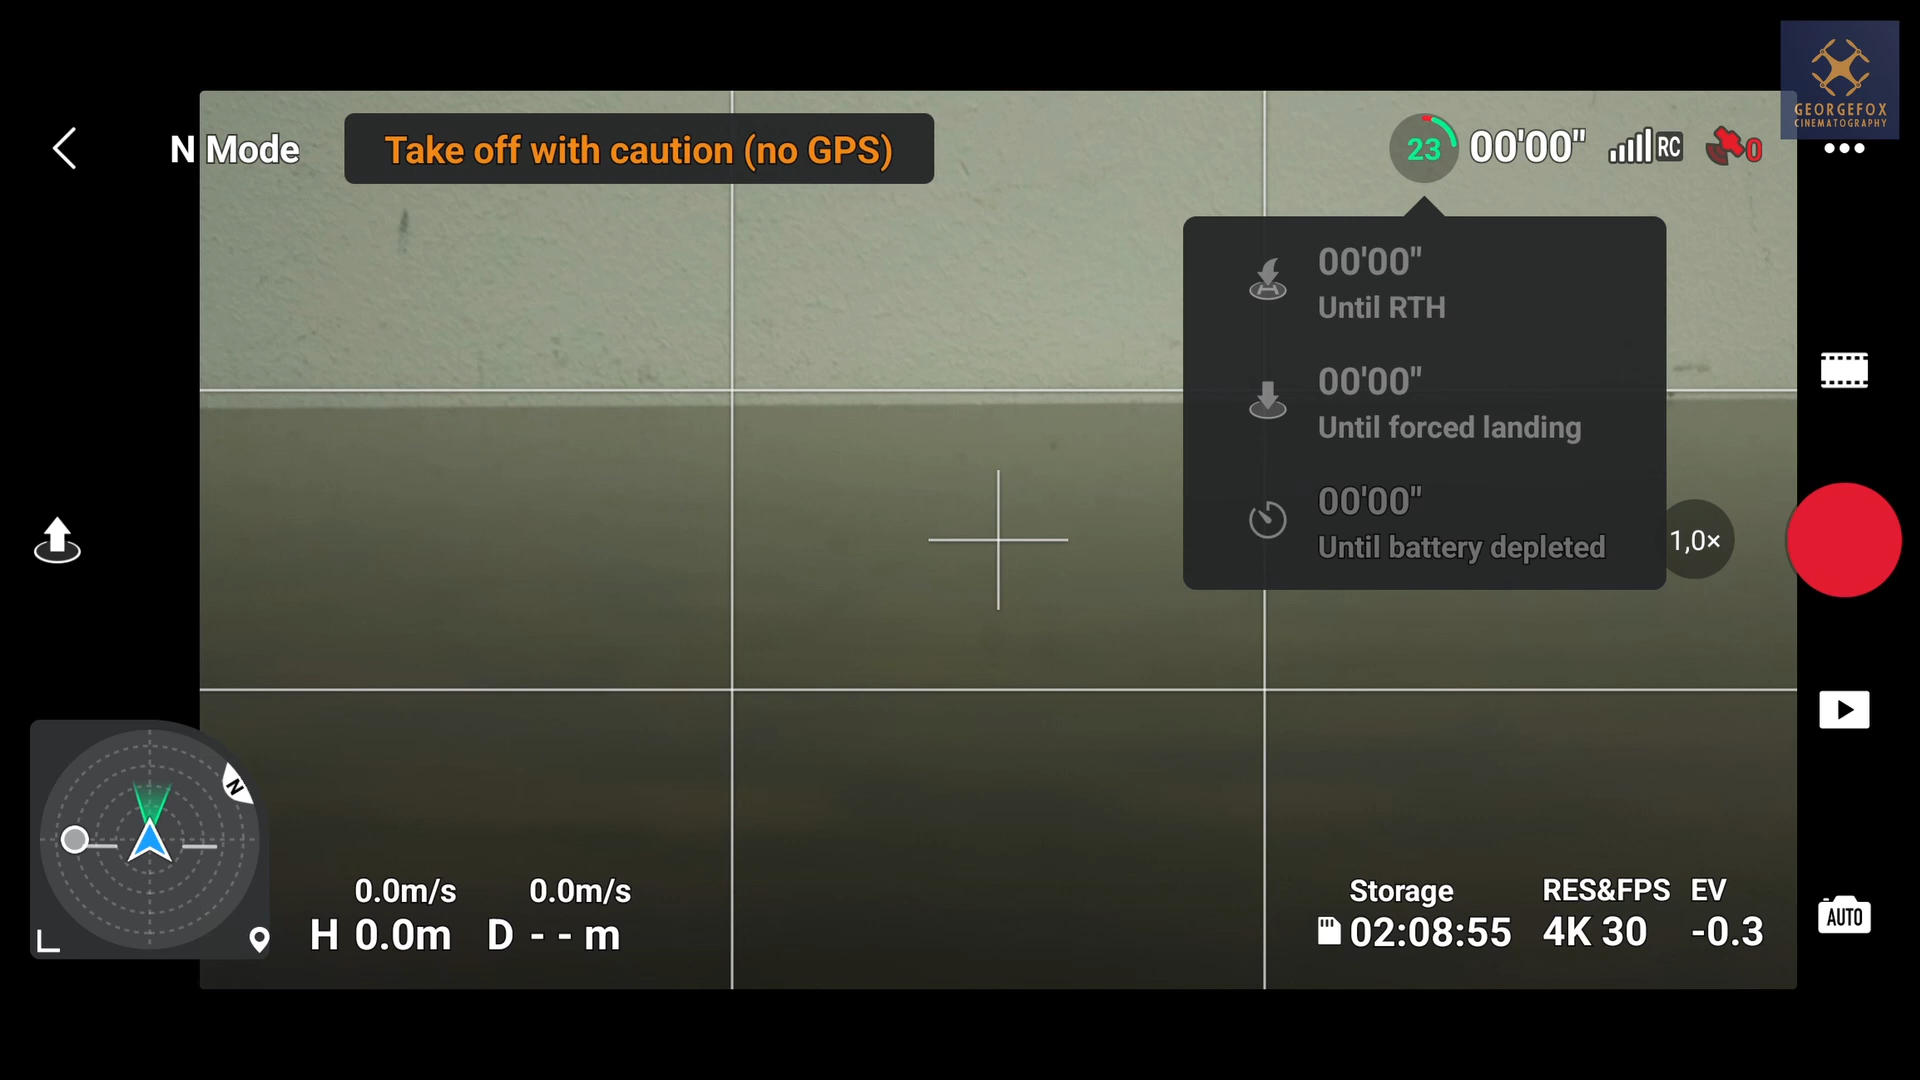 N Mode
Take off with caution (no GPS)
23
00'00"
RC
0
GEORGEFOX
CINEMATOGRAPHY
00'00"
Until RTH
00'00"
Until forced landing
00'00"
Until battery depleted
1,0×
N
0.0m/s
0.0m/s
H 0.0m
D - - m
Storage
02:08:55
RES&FPS
4K 30
EV
-0.3
AUTO